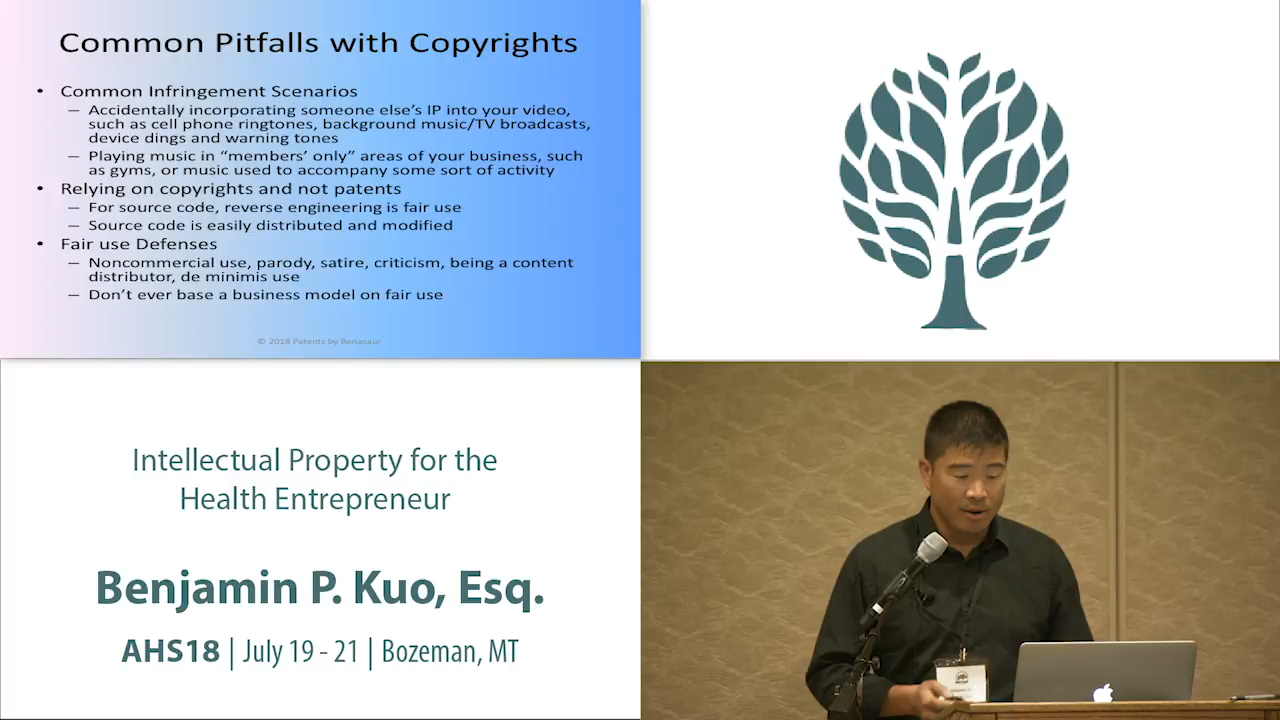 Common Pitfalls with Copyrights
• Common Infringement Scenarios
– Accidentally incorporating someone else's IP into your video,
such as cell phone ringtones, background music/TV broadcasts,
device dings and warning tones
– Playing music in “members’ only” areas of your business, such
as gyms, or music used to accompany some sort of activity
• Relying on copyrights and not patents
– For source code, reverse engineering is fair use
– Source code is easily distributed and modified
• Fair use Defenses
– Noncommercial use, parody, satire, criticism, being a content
distributor, de minimis use
– Don’t ever base a business model on fair use
© 2018 Patents by Benasaur
Intellectual Property for the
Health Entrepreneur
Benjamin P. Kuo, Esq.
AHS18 | July 19 - 21 | Bozeman, MT